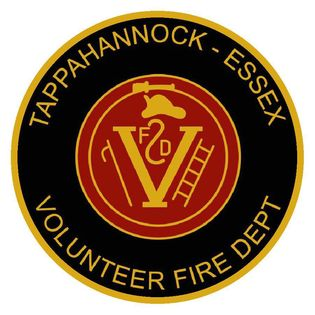 TAPPAHANNOCK - ESSEX
V
F D
VOLUNTEER FIRE DEPT